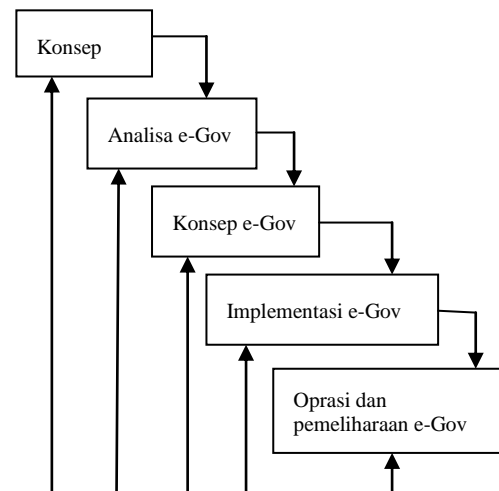 Konsep
Analisa e-Gov
Konsep e-Gov
Implementasi e-Gov
Oprasi dan
pemeliharaan e-Gov